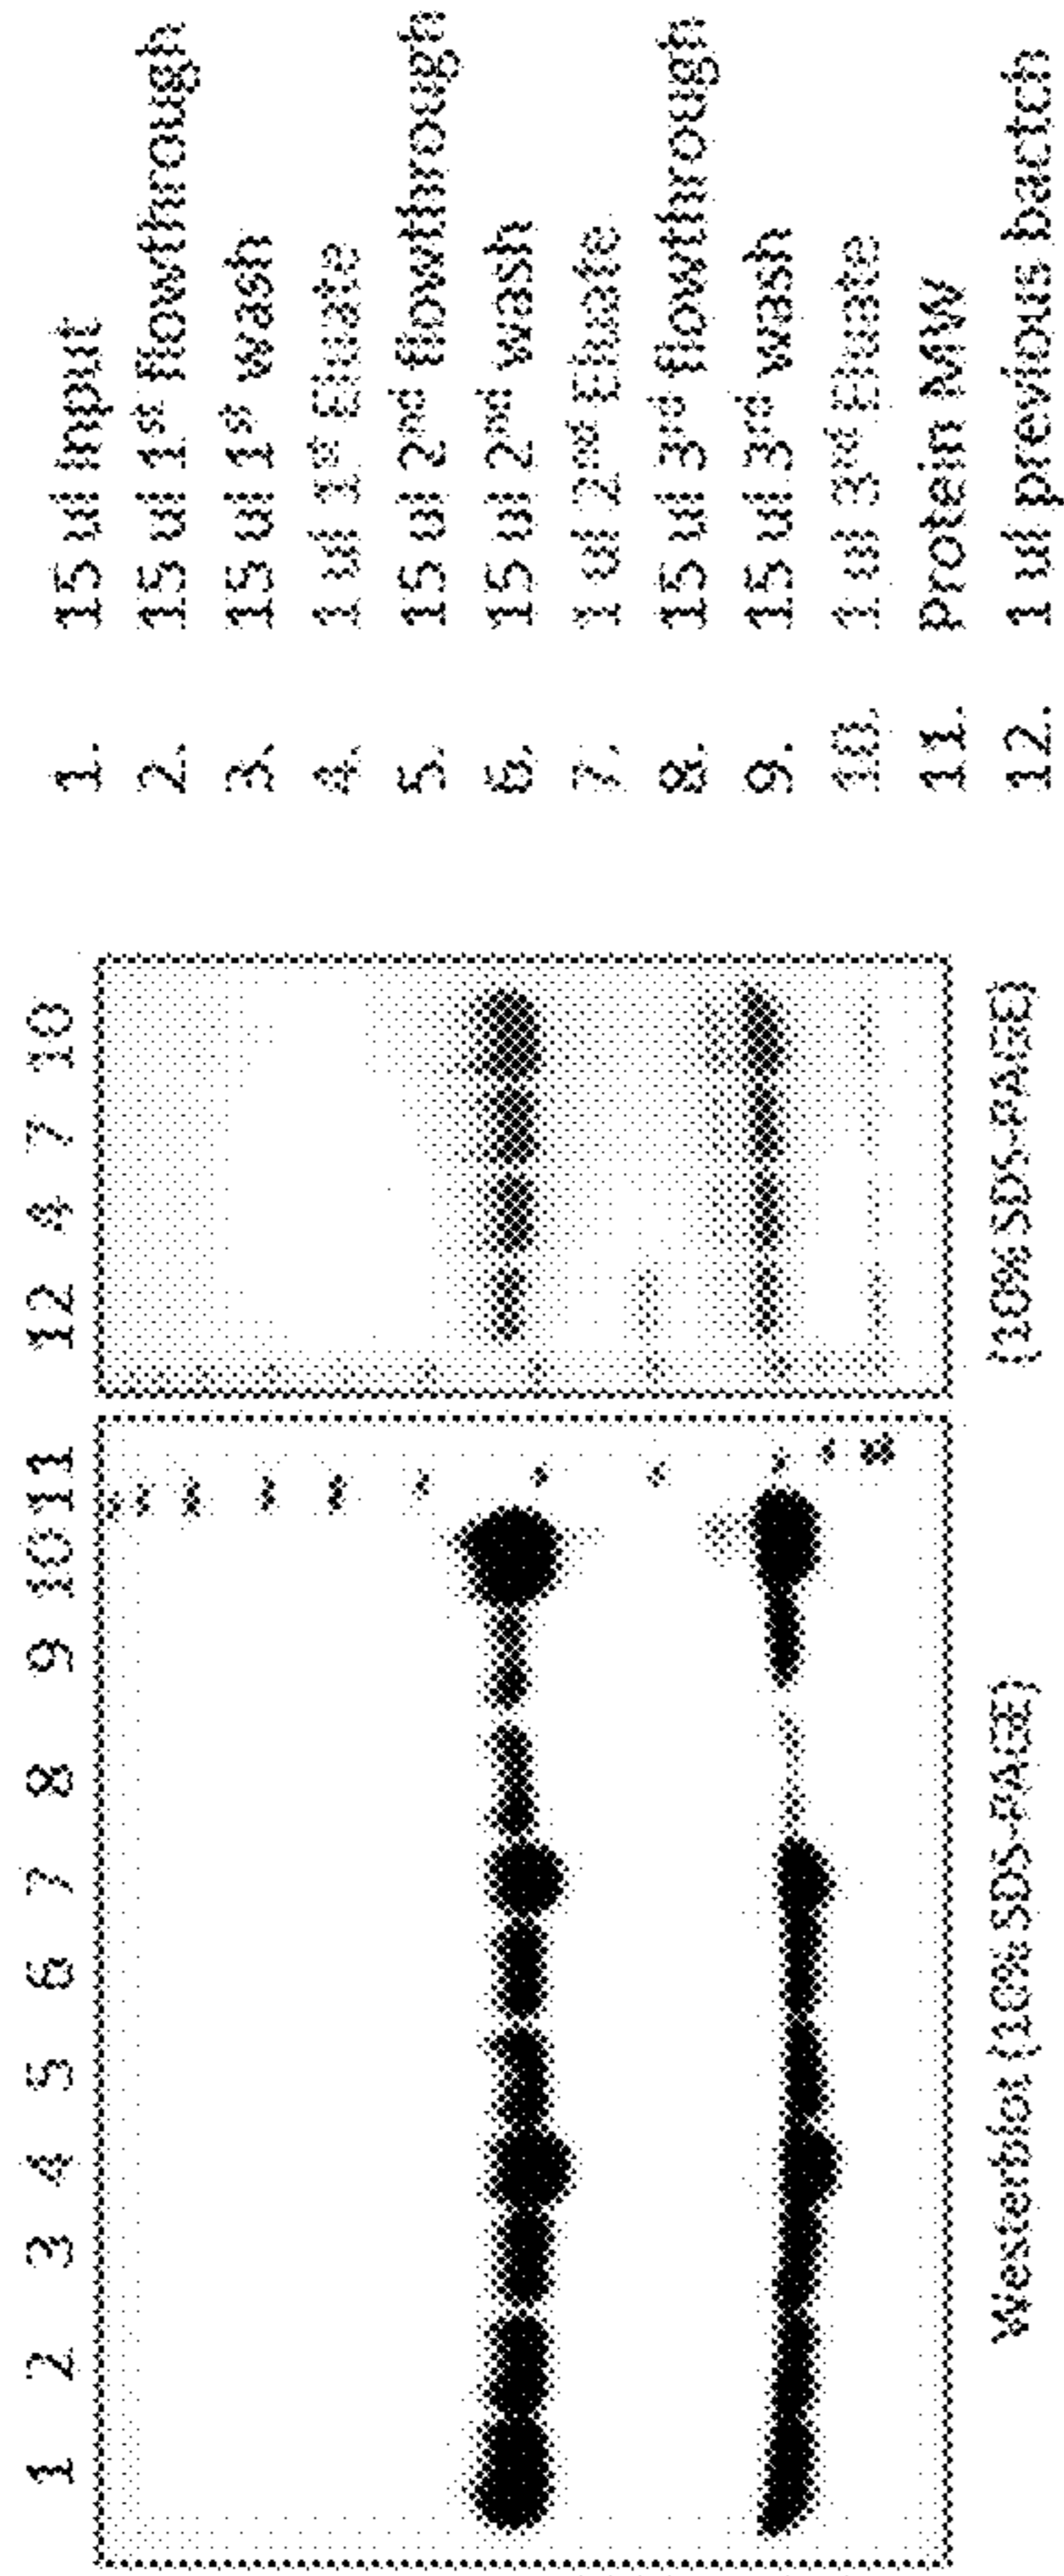 1 2 3 4 5 6 7 8 9 10 11
12 4 7 10
Westerblot (10% SDS-PAGE)
(10% SDS-PAGE)
1. 15 ul input
2. 15 ul 1st flowthrough
3. 15 ul 1st wash
4. 1 ul 1st Eluate
5. 15 ul 2nd flowthrough
6. 15 ul 2nd wash
7. 1 ul 2nd Eluate
8. 15 ul 3rd flowthrough
9. 15 ul 3rd wash
10. 1 ul 3rd Eluate
11. protein MW
12. 1 ul previous bactch